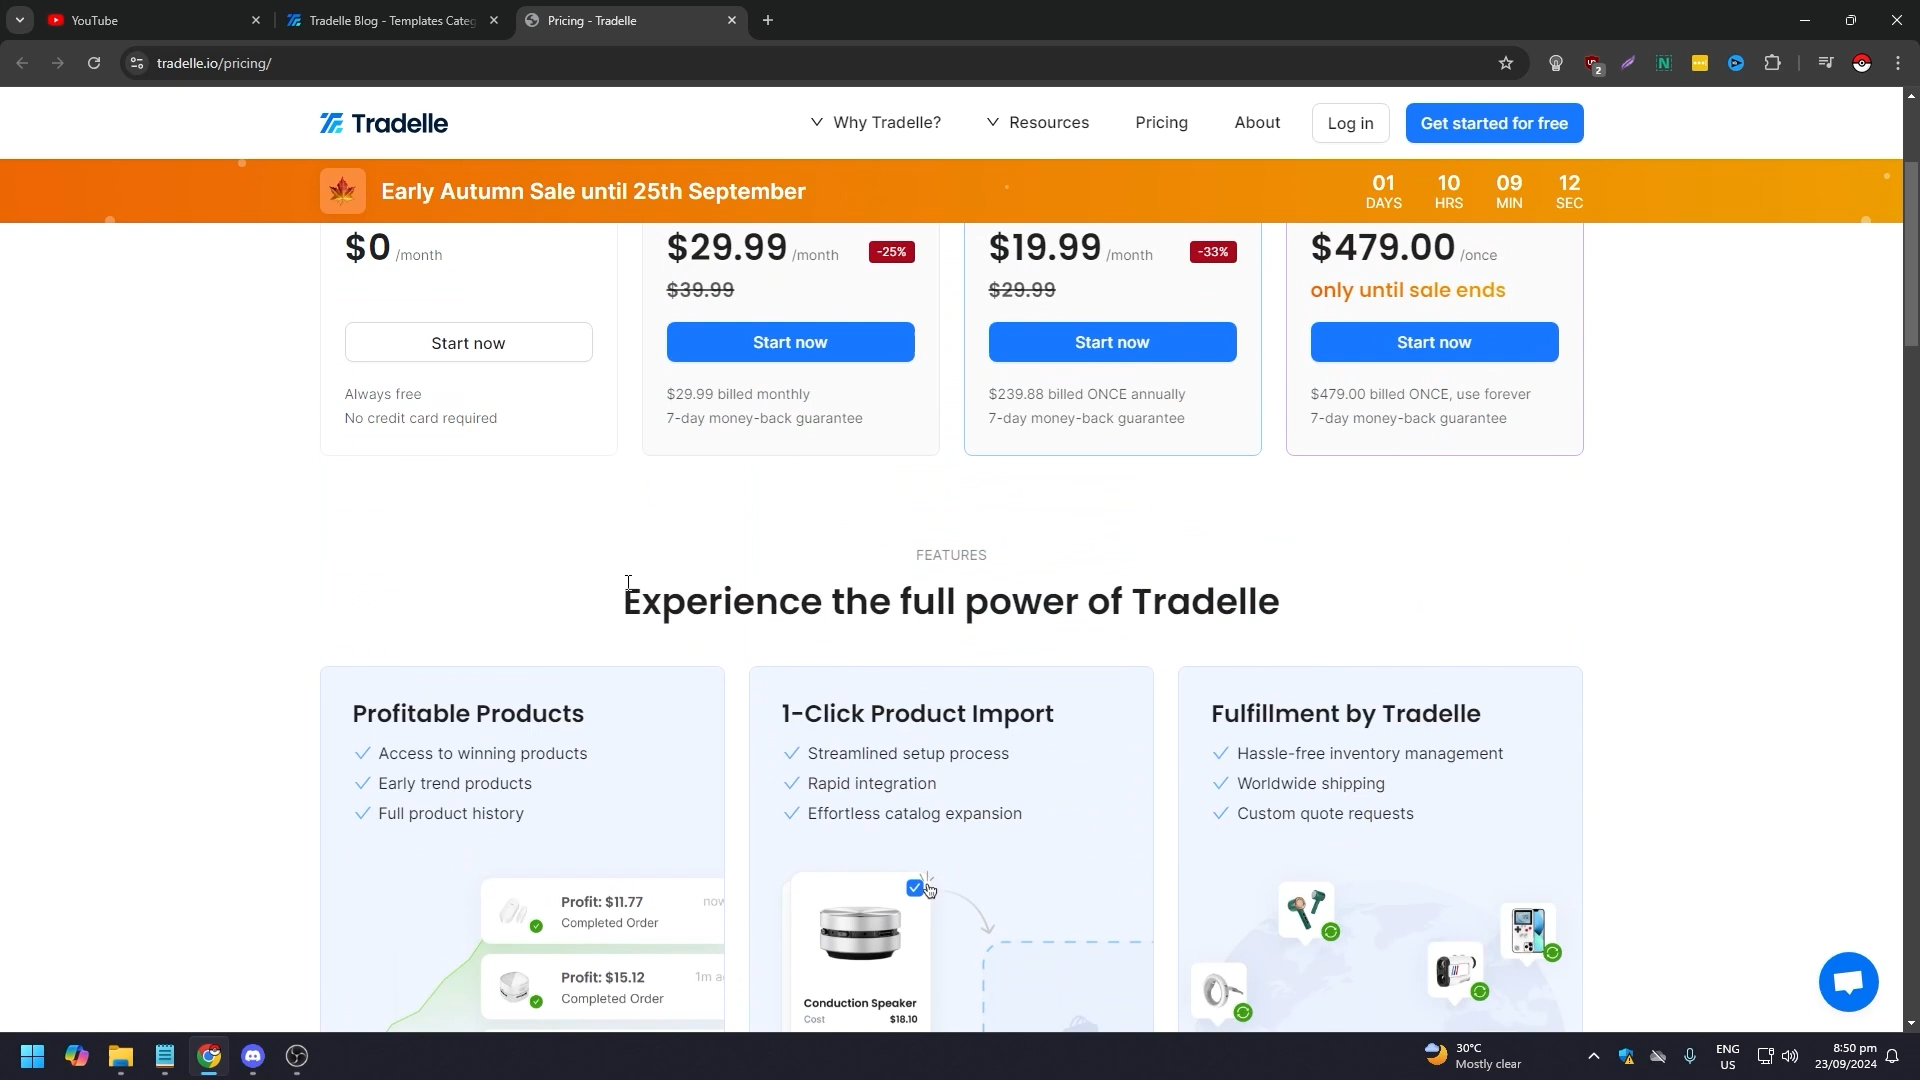 YouTube
Tradelle Blog - Templates Categ
Pricing - Tradelle
tradelle.io/pricing/
2
Tradelle
Why Tradelle?
Resources
Pricing
About
Log in
Get started for free
Early Autumn Sale until 25th September
01 10 09 12
DAYS HRS MIN SEC
$0 /month
Start now
Always free
No credit card required
$29.99 /month -25%
$39.99
Start now
$29.99 billed monthly
7-day money-back guarantee
$19.99 /month -33%
$29.99
Start now
$239.88 billed ONCE annually
7-day money-back guarantee
$479.00 /once
only until sale ends
Start now
$479.00 billed ONCE, use forever
7-day money-back guarantee
FEATURES
Experience the full power of Tradelle
Profitable Products
Access to winning products
Early trend products
Full product history
Profit: $11.77 now
Completed Order
Profit: $15.12 1m a
Completed Order
1-Click Product Import
Streamlined setup process
Rapid integration
Effortless catalog expansion
Conduction Speaker
Cost $18.10
Fulfillment by Tradelle
Hassle-free inventory management
Worldwide shipping
Custom quote requests
30°C
Mostly clear
ENG
US
8:50 pm
23/09/2024